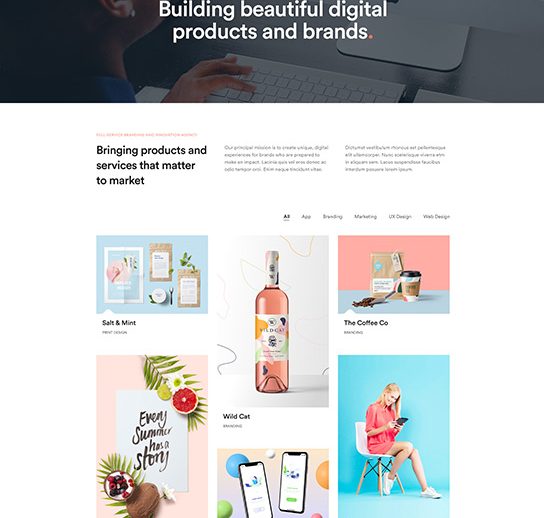 Building beautiful digital
products and brands.
FULL SERVICE BRANDING AND INNOVATION AGENCY
Bringing products and
services that matter
to market
Our principal mission is to create unique, digital
experiences for brands who are prepared to
make an impact. Lacinia quis vel eros donec ac
odio tempor orci. Enim neque tincidunt vitae.
Dictumst vestibulum rhoncus est pellentesque
elit ullamcorper. Nunc scelerisque viverra etm
in aliquam sem. Lacus suspendisse faucibus
interdum posuere lorem ipsum.
All App Branding Marketing UX Design Web Design
Salt & Mint
PRINT DESIGN
WILDCAT
Wild Cat
BRANDING
The Coffee Co
BRANDING
Every
Summer
has a
story